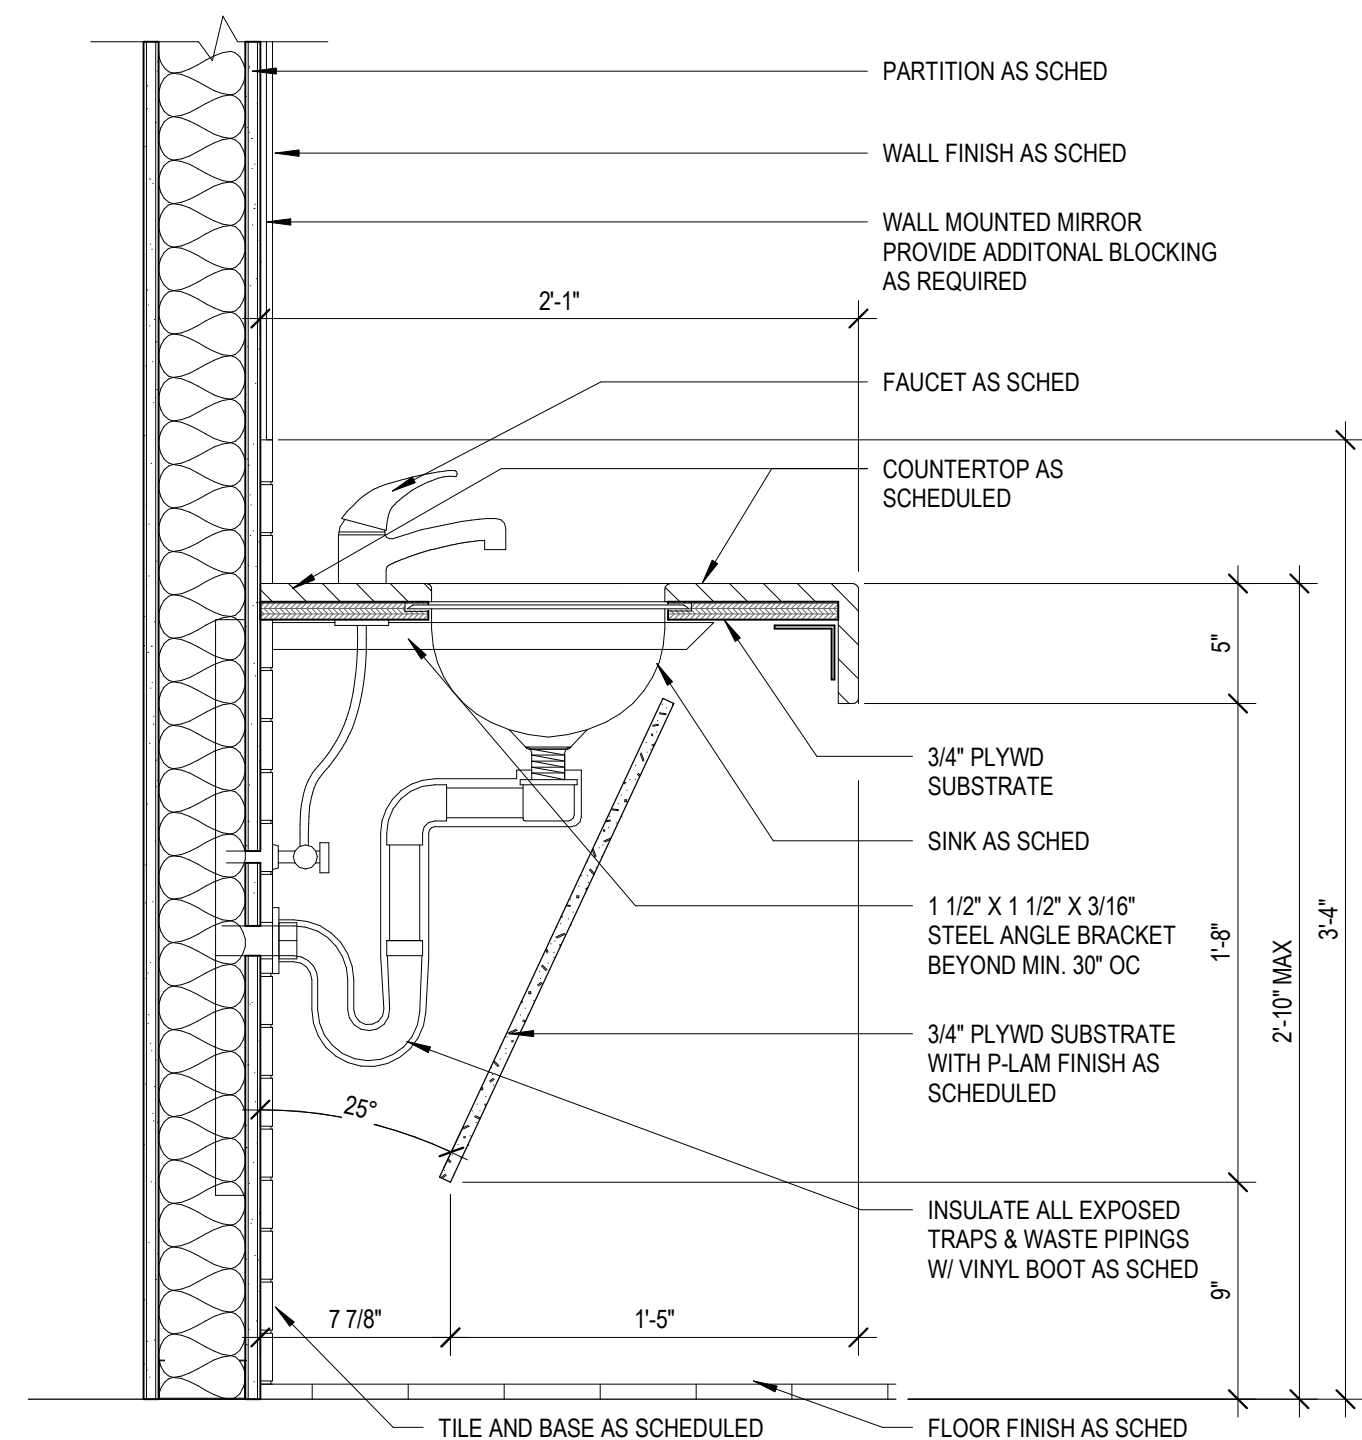 PARTITION AS SCHED
WALL FINISH AS SCHED
WALL MOUNTED MIRROR
PROVIDE ADDITONAL BLOCKING
AS REQUIRED
2'-1"
FAUCET AS SCHED
COUNTERTOP AS
SCHEDULED
5"
3/4" PLYWD
SUBSTRATE
SINK AS SCHED
1 1/2" X 1 1/2" X 3/16"
STEEL ANGLE BRACKET
BEYOND MIN. 30" OC
1'-8"
2'-10" MAX
3'-4"
3/4" PLYWD SUBSTRATE
WITH P-LAM FINISH AS
SCHEDULED
25°
INSULATE ALL EXPOSED
TRAPS & WASTE PIPINGS
W/ VINYL BOOT AS SCHED
9"
7 7/8"
1'-5"
TILE AND BASE AS SCHEDULED
FLOOR FINISH AS SCHED